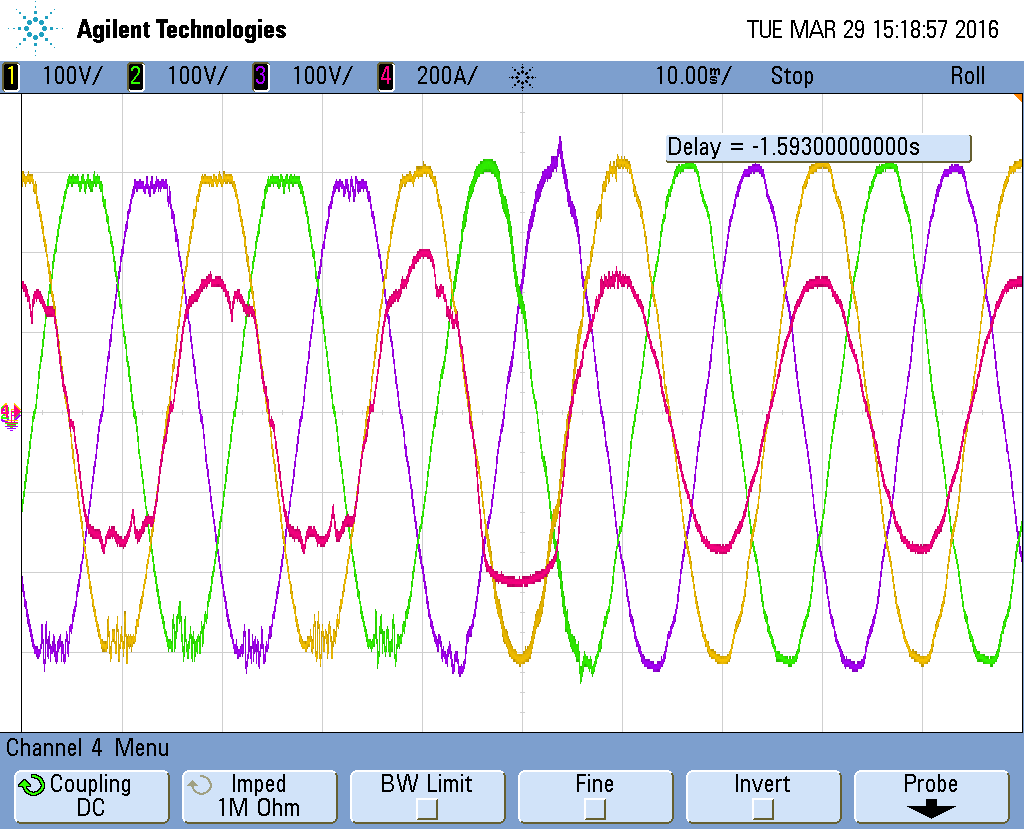 Agilent Technologies
TUE MAR 29 15:18:57 2016
1 100V/ 2 100V/ 3 100V/ 4 200A/ 10.00ms/ Stop Roll
Delay = -1.59300000000s
Channel 4 Menu
Coupling Imped BW Limit Fine Invert Probe
DC 1M Ohm